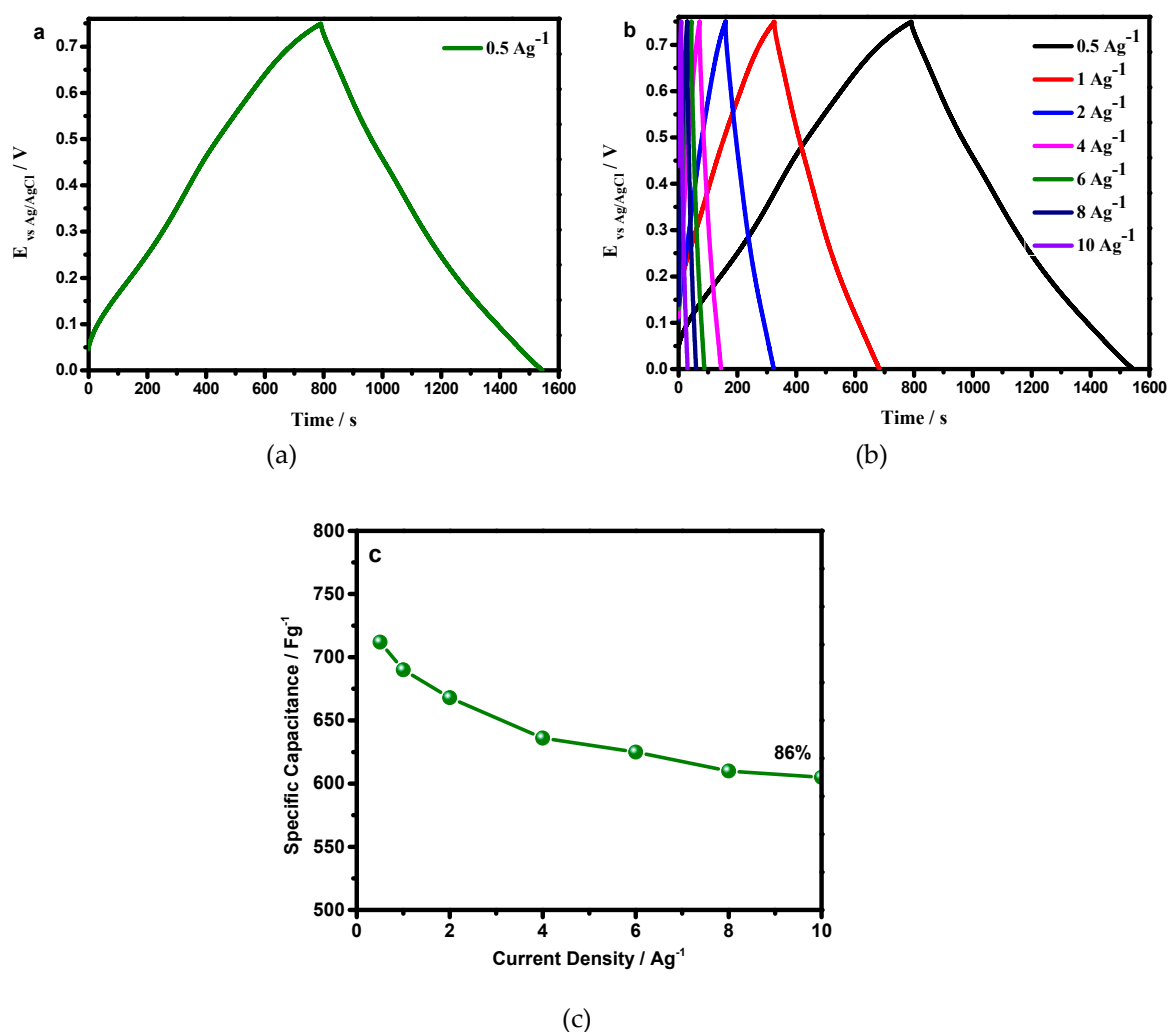 a
0.5 Ag⁻¹
0.7
0.6
0.5
0.4
0.3
0.2
0.1
0.0
E vs Ag/AgCl / V
0 200 400 600 800 1000 1200 1400 1600
Time / s
(a)
b
0.5 Ag⁻¹
1 Ag⁻¹
2 Ag⁻¹
4 Ag⁻¹
6 Ag⁻¹
8 Ag⁻¹
10 Ag⁻¹
0.7
0.6
0.5
0.4
0.3
0.2
0.1
0.0
E vs Ag/AgCl / V
0 200 400 600 800 1000 1200 1400 1600
Time / s
(b)
c
800
750
700
650
600
550
500
Specific Capacitance / Fg⁻¹
86%
0 2 4 6 8 10
Current Density / Ag⁻¹
(c)